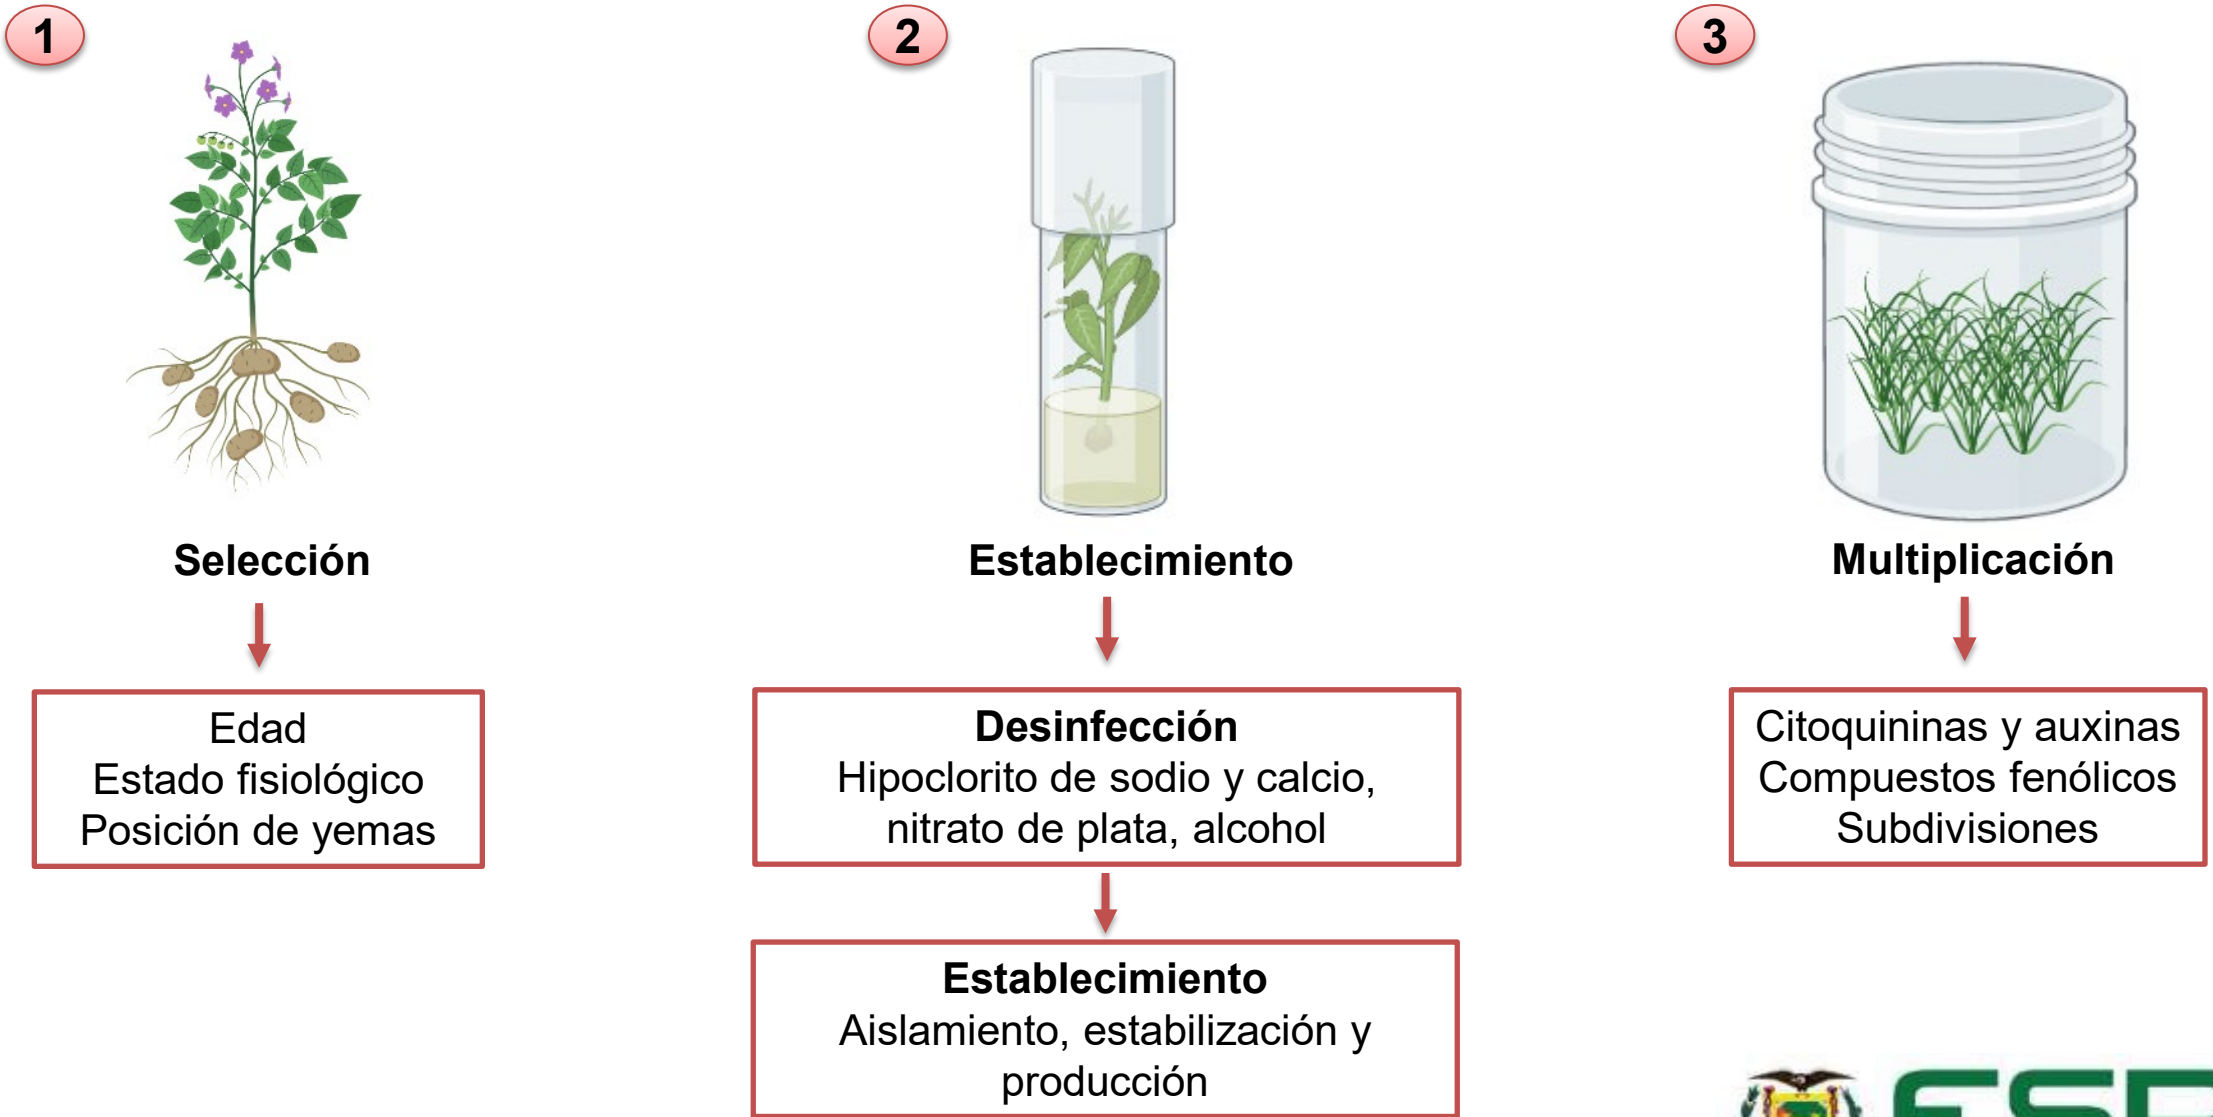 1
Selección
Edad
Estado fisiológico
Posición de yemas
2
Establecimiento
Desinfección
Hipoclorito de sodio y calcio,
nitrato de plata, alcohol
Establecimiento
Aislamiento, estabilización y
producción
3
Multiplicación
Citoquininas y auxinas
Compuestos fenólicos
Subdivisiones